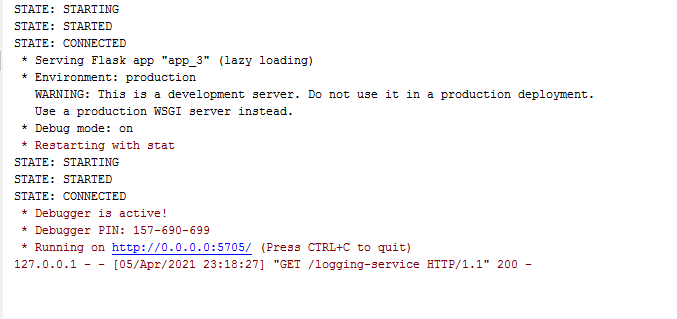 STATE: STARTING
STATE: STARTED
STATE: CONNECTED
 * Serving Flask app "app_3" (lazy loading)
 * Environment: production
   WARNING: This is a development server. Do not use it in a production deployment.
   Use a production WSGI server instead.
 * Debug mode: on
 * Restarting with stat
STATE: STARTING
STATE: STARTED
STATE: CONNECTED
 * Debugger is active!
 * Debugger PIN: 157-690-699
 * Running on http://0.0.0.0:5705/ (Press CTRL+C to quit)
127.0.0.1 - - [05/Apr/2021 23:18:27] "GET /logging-service HTTP/1.1" 200 -